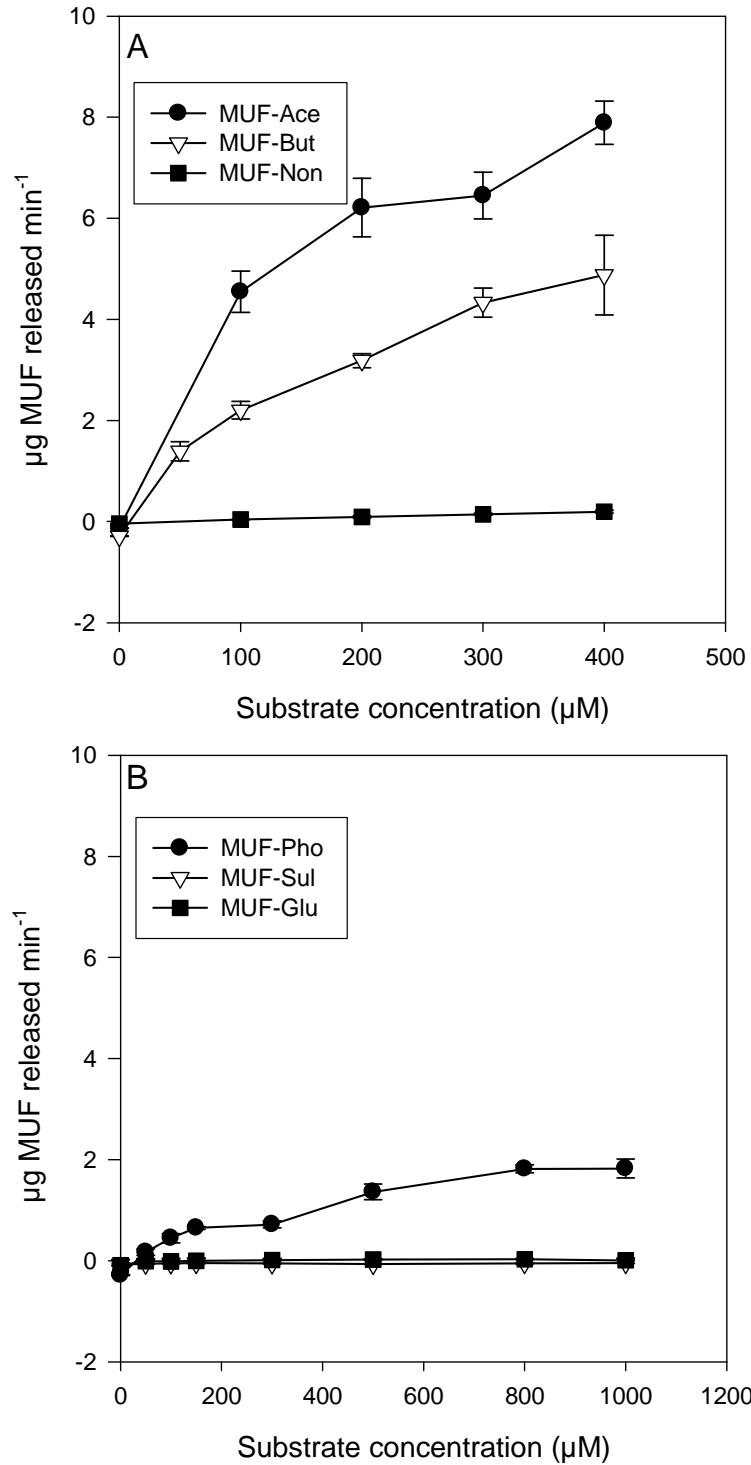 A
MUF-Ace
MUF-But
MUF-Non
10
8
6
4
2
0
-2
µg MUF released min⁻¹
0 100 200 300 400 500
Substrate concentration (µM)
B
MUF-Pho
MUF-Sul
MUF-Glu
10
8
6
4
2
0
-2
µg MUF released min⁻¹
0 200 400 600 800 1000 1200
Substrate concentration (µM)